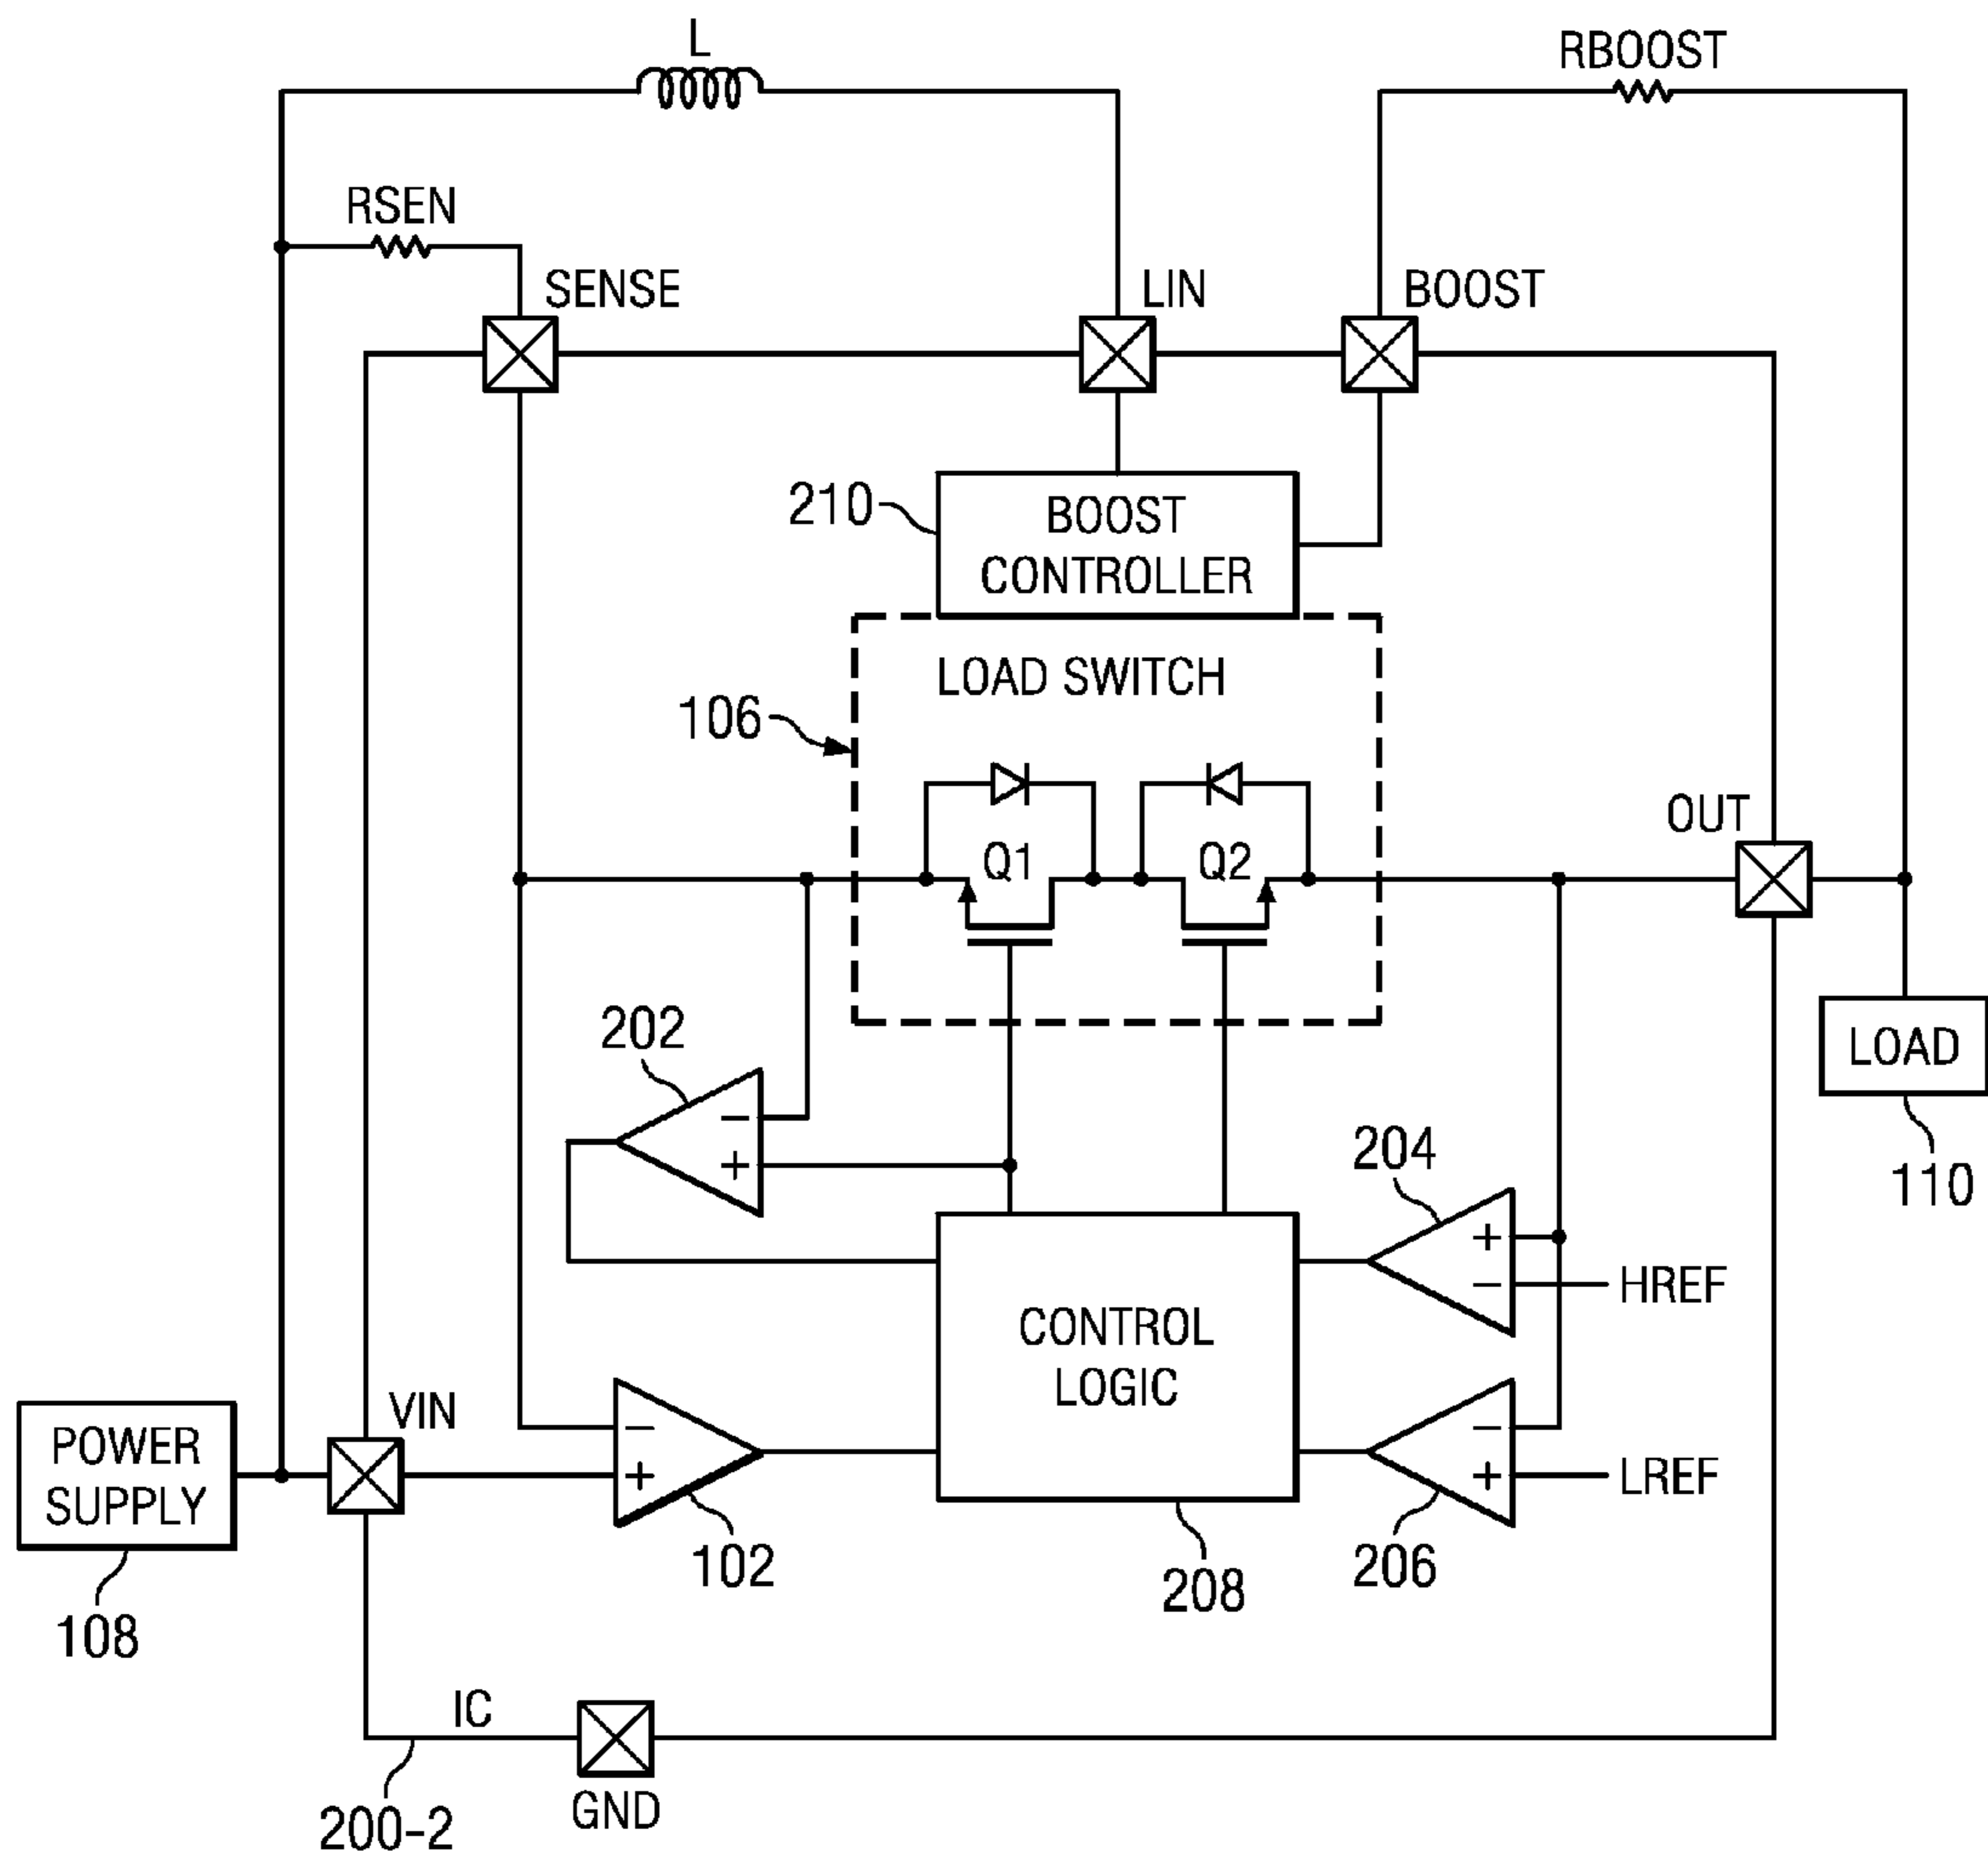 L
RBOOST
RSEN
SENSE
LIN
BOOST
210
BOOST
CONTROLLER
LOAD SWITCH
106
OUT
Q1
Q2
202
LOAD
204
110
+
−
−
+
HREF
CONTROL
LOGIC
VIN
POWER
SUPPLY
−
+
−
+
LREF
102
208
206
108
IC
GND
200-2